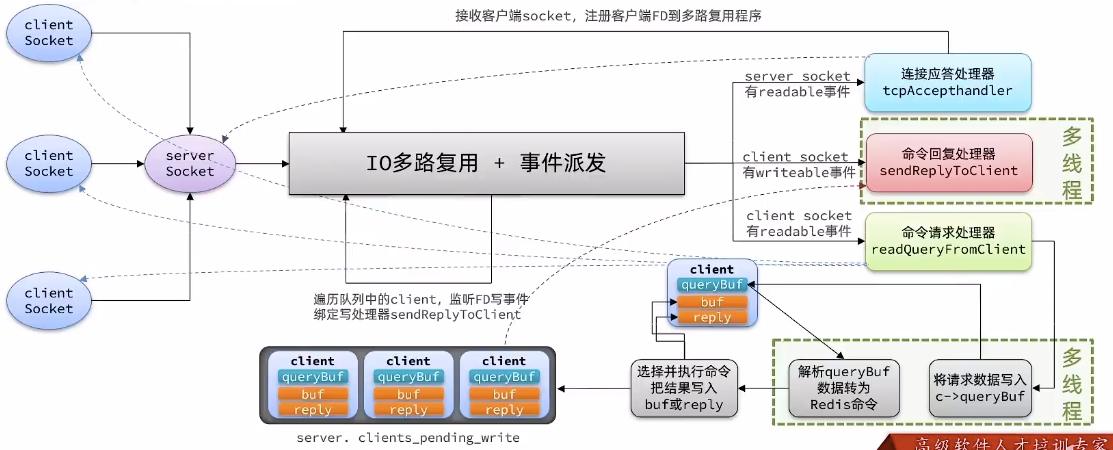 接收客户端socket，注册客户端FD到多路复用程序
client
Socket
client
Socket
client
Socket
server
Socket
IO多路复用 + 事件派发
server socket
有readable事件
client socket
有writeable事件
client socket
有readable事件
连接应答处理器
tcpAccepthandler
命令回复处理器
sendReplyToClient
多线程
命令请求处理器
readQueryFromClient
遍历队列中的client，监听FD写事件
绑定写处理器sendReplyToClient
client
queryBuf
buf
reply
client
queryBuf
buf
reply
client
queryBuf
buf
reply
client
queryBuf
buf
reply
server. clients_pending_write
选择并执行命令
把结果写入
buf或reply
解析queryBuf
数据转为
Redis命令
将请求数据写入
c->queryBuf
多线程
高级软件人才培训专家